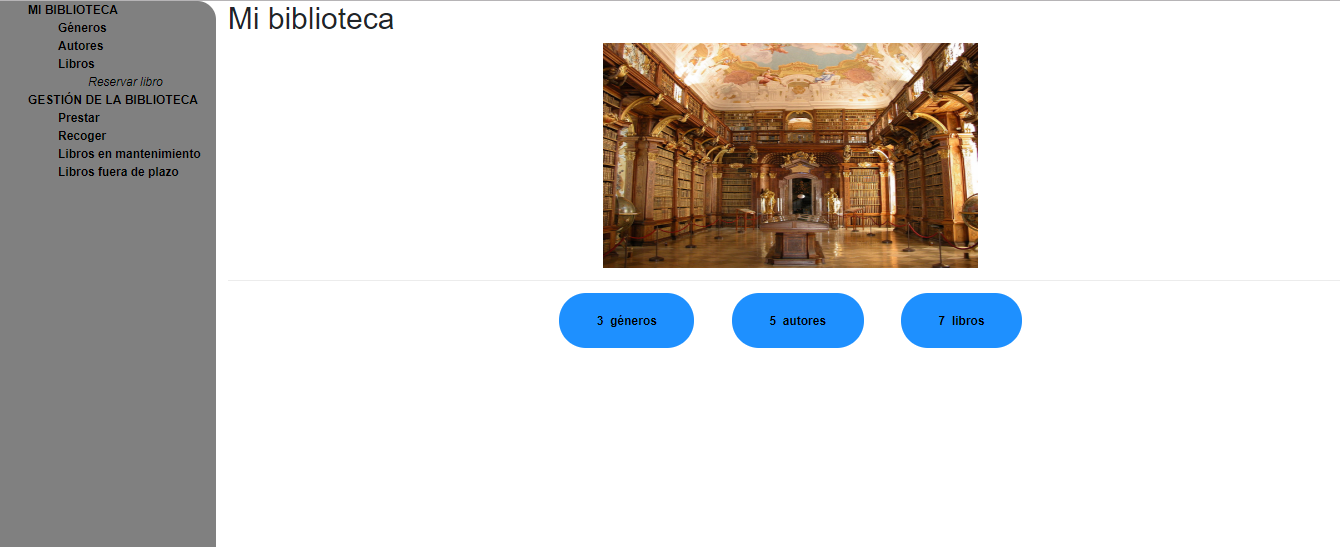 MI BIBLIOTECA
Géneros
Autores
Libros
Reservar libro
GESTIÓN DE LA BIBLIOTECA
Prestar
Recoger
Libros en mantenimiento
Libros fuera de plazo
Mi biblioteca
3 géneros
5 autores
7 libros